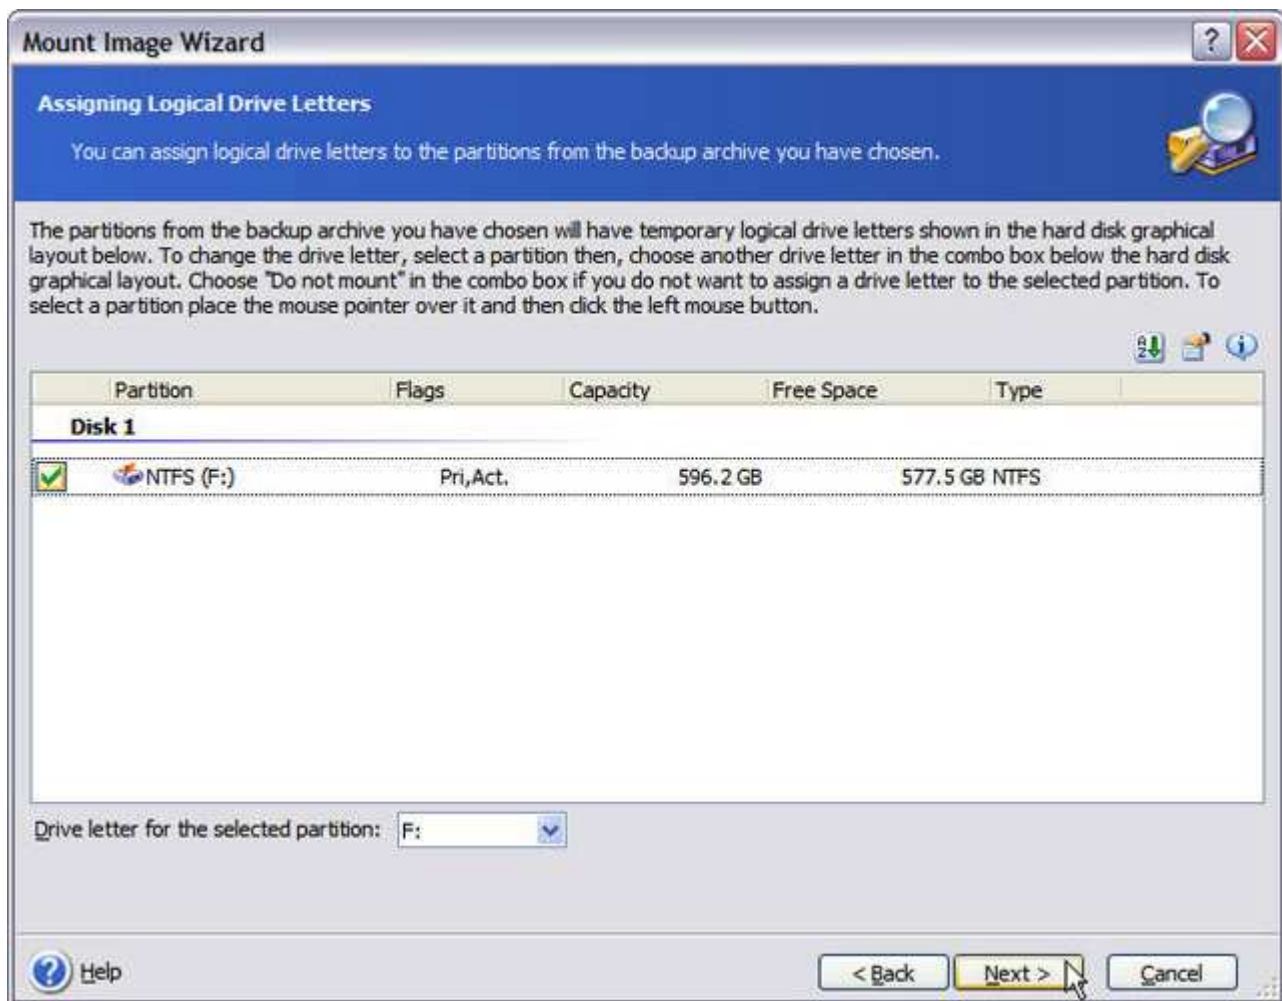 Mount Image Wizard
Assigning Logical Drive Letters
You can assign logical drive letters to the partitions from the backup archive you have chosen.
The partitions from the backup archive you have chosen will have temporary logical drive letters shown in the hard disk graphical
layout below. To change the drive letter, select a partition then, choose another drive letter in the combo box below the hard disk
graphical layout. Choose "Do not mount" in the combo box if you do not want to assign a drive letter to the selected partition. To
select a partition place the mouse pointer over it and then click the left mouse button.
Partition Flags Capacity Free Space Type
Disk 1
NTFS (F:) Pri,Act. 596.2 GB 577.5 GB NTFS
Drive letter for the selected partition: F:
Help < Back Next > Cancel